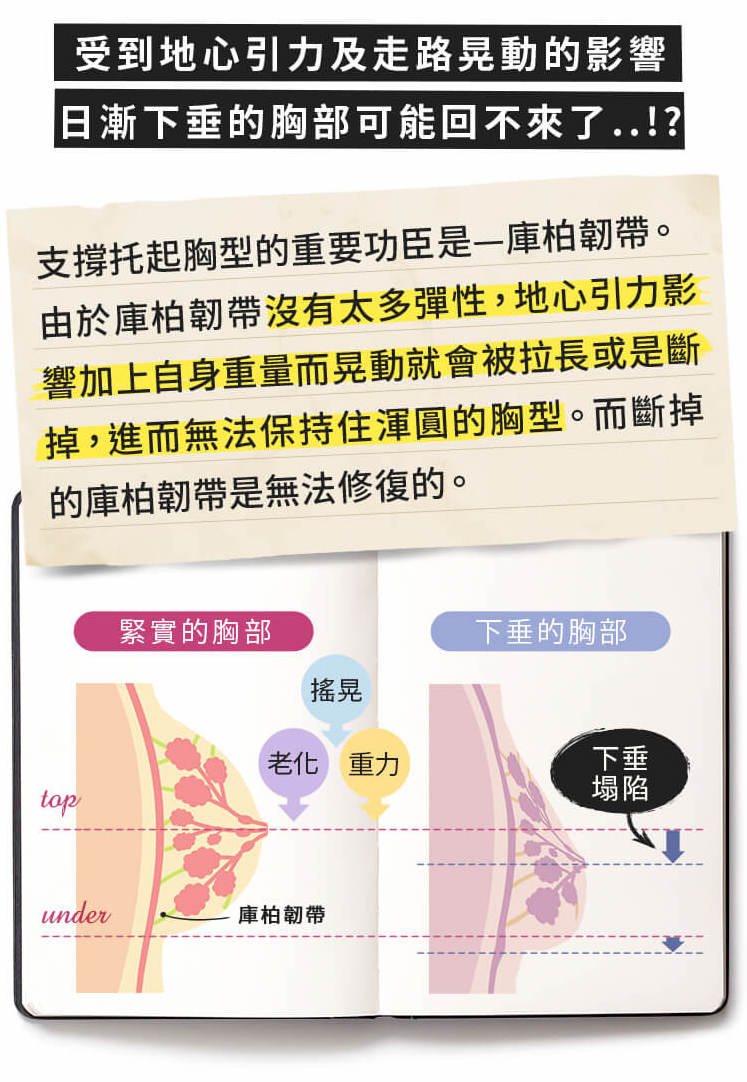 受到地心引力及走路晃動的影響
日漸下垂的胸部可能回不來了..!?
支撐托起胸型的重要功臣是—庫柏韌帶。
由於庫柏韌帶沒有太多彈性，地心引力影
響加上自身重量而晃動就會被拉長或是斷
掉，進而無法保持住渾圓的胸型。而斷掉
的庫柏韌帶是無法修復的。
緊實的胸部
下垂的胸部
搖晃
老化
重力
下垂
塌陷
top
under
庫柏韌帶